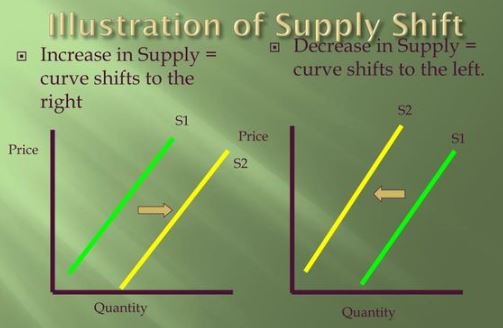 Illustration of Supply Shift
Increase in Supply =
curve shifts to the
right
Decrease in Supply =
curve shifts to the left.
Price
S1
S2
Quantity
Price
S2
S1
Quantity